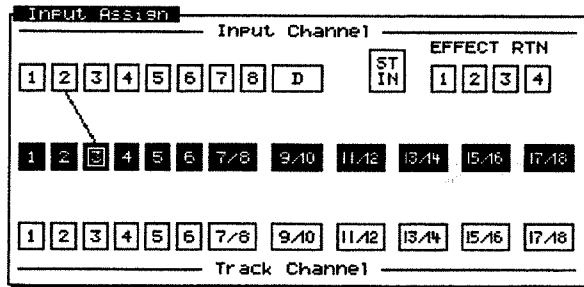 Input Assign
Input Channel
EFFECT RTN
1 2 3 4 5 6 7 8 D ST IN 1 2 3 4
1 2 3 4 5 6 7/8 9/10 11/12 13/14 15/16 17/18
1 2 3 4 5 6 7/8 9/10 11/12 13/14 15/16 17/18
Track Channel